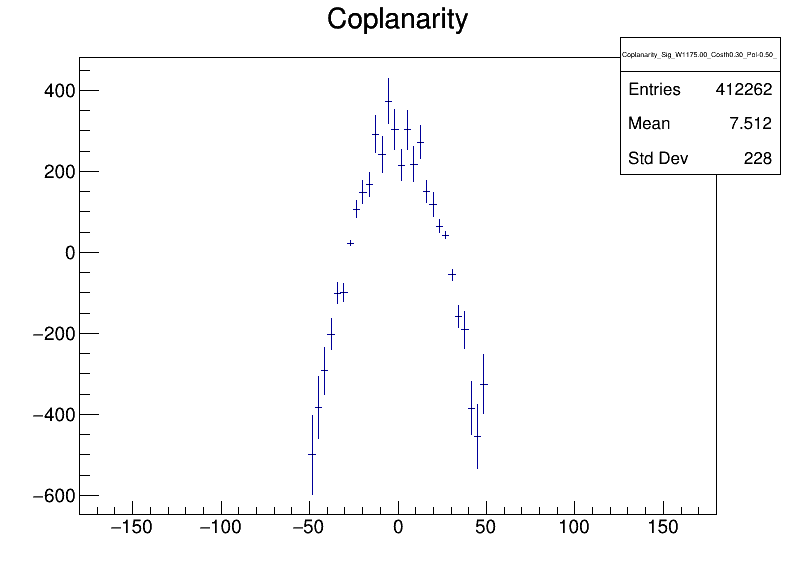 Coplanarity
Coplanarity_Sig_W1175.00_Costh0.30_Pol-0.50_
Entries 412262
Mean 7.512
Std Dev 228
400
200
0
−200
−400
−600
−150 −100 −50 0 50 100 150